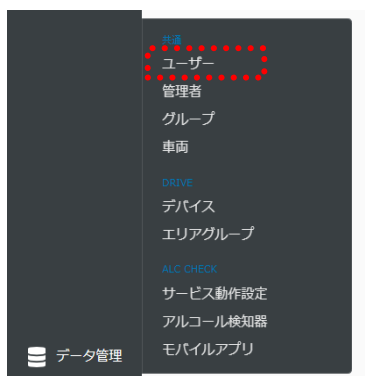 共通
ユーザー
管理者
グループ
車両
DRIVE
デバイス
エリアグループ
ALC CHECK
サービス動作設定
アルコール検知器
モバイルアプリ
データ管理